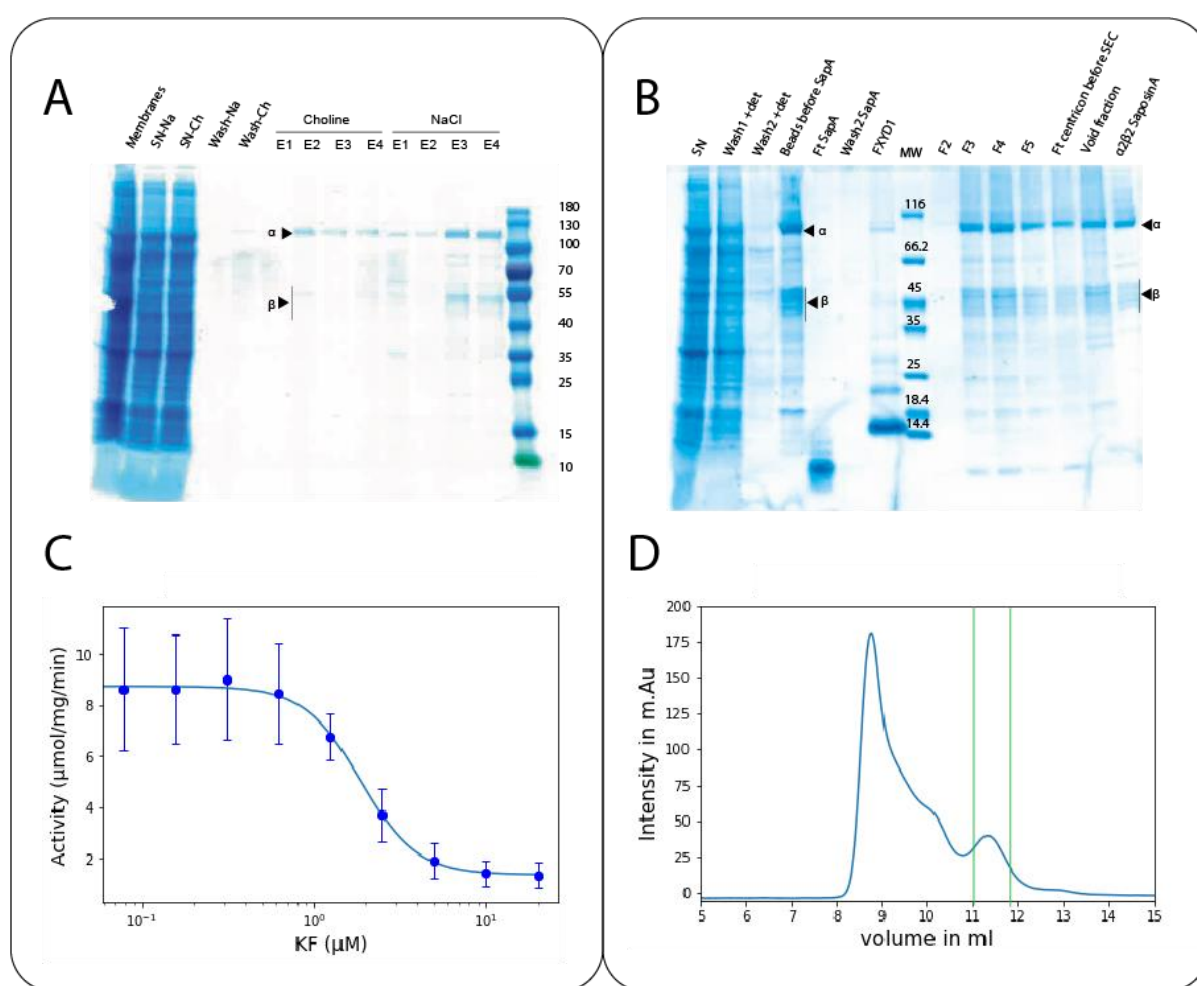 A
Membranes
SN-Na
SN-Ch
Wash-Na
Wash-Ch
Choline
NaCl
E1 E2 E3 E4 E1 E2 E3 E4
α
β
180
130
100
70
55
40
35
25
15
10
B
SN
Wash1 +det
Wash2 +det
Beads before SapA
Ft SapA
Wash2 SapA
FXYD1
MW
F2
F3
F4
F5
Ft centricon before SEC
Void fraction
α2β2 SaposinA
116
66.2
45
35
25
18.4
14.4
α
β
α
β
C
Activity (μmol/mg/min)
10
8
6
4
2
10⁻¹ 10⁰ 10¹
KF (μM)
D
Intensity in m.Au
200
175
150
125
100
75
50
25
0
5 6 7 8 9 10 11 12 13 14 15
volume in ml